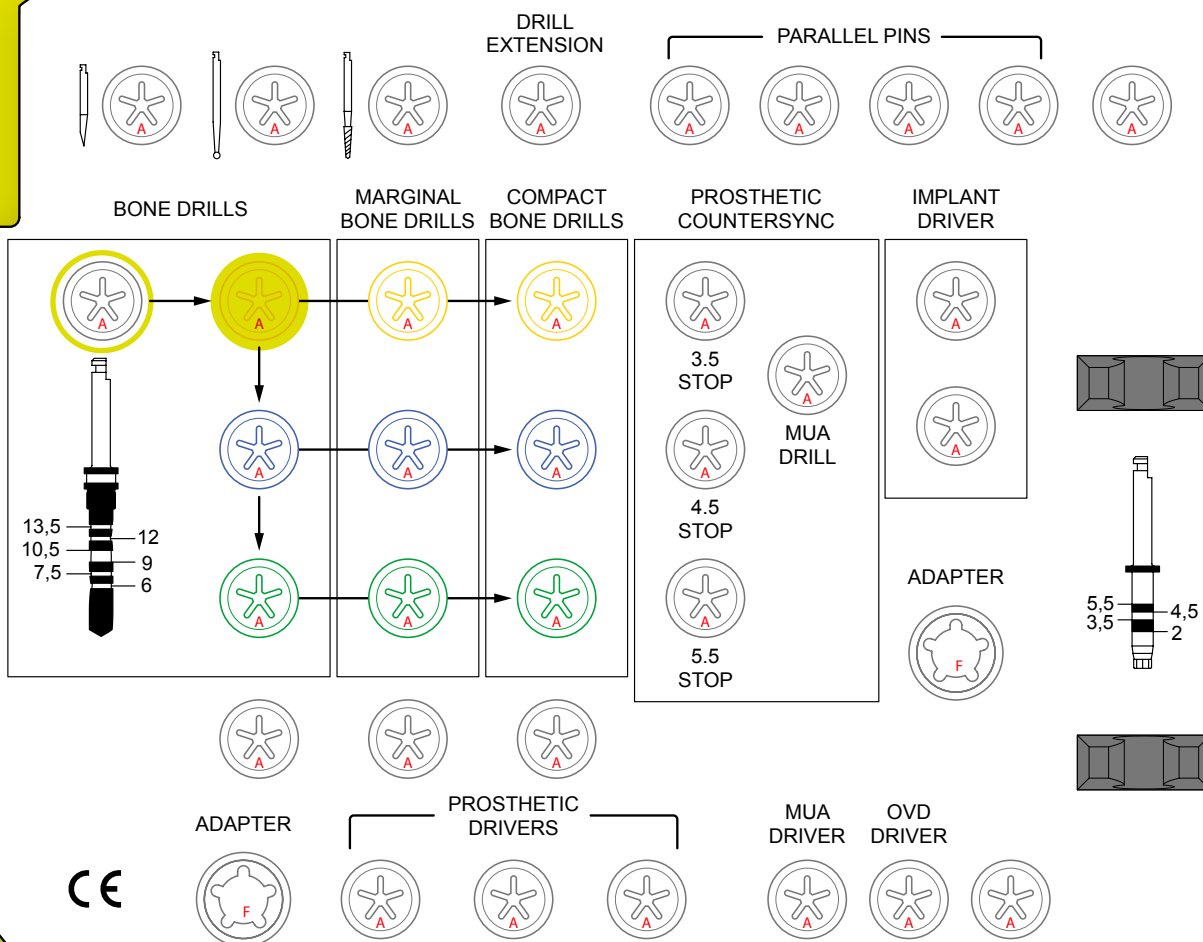 DRILL
EXTENSION
PARALLEL PINS
A A A A A A A A A
BONE DRILLS
MARGINAL
BONE DRILLS
COMPACT
BONE DRILLS
PROSTHETIC
COUNTERSYNC
IMPLANT
DRIVER
A A A A A A
3.5
STOP
A
MUA
DRILL
A A A A A
4.5
STOP
13,5
12
10,5
9
7,5
6
A A A A
5.5
STOP
ADAPTER
F
5,5
4,5
3,5
2
A A A
ADAPTER
PROSTHETIC
DRIVERS
MUA
DRIVER
OVD
DRIVER
CE
F A A A A A A